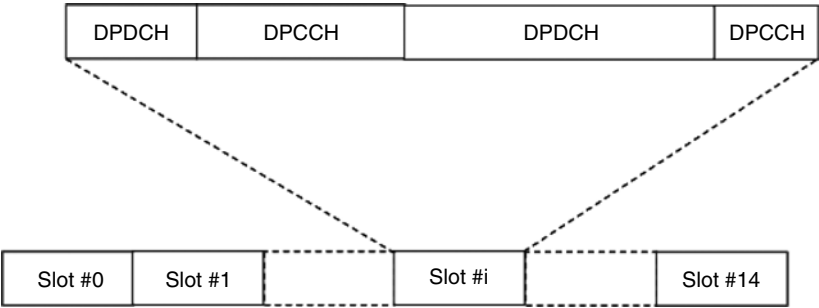 DPDCH DPCCH DPDCH DPCCH
Slot #0 Slot #1 Slot #i Slot #14